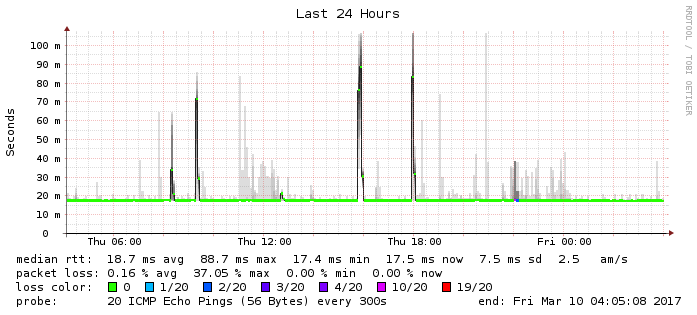 Last 24 Hours
RRDTOOL / TOBI OETIKER
Seconds
100 m
90 m
80 m
70 m
60 m
50 m
40 m
30 m
20 m
10 m
0
Thu 06:00 Thu 12:00 Thu 18:00 Fri 00:00
median rtt: 18.7 ms avg 88.7 ms max 17.4 ms min 17.5 ms now 7.5 ms sd 2.5 am/s
packet loss: 0.16 % avg 37.05 % max 0.00 % min 0.00 % now
loss color: 0 1/20 2/20 3/20 4/20 10/20 19/20
probe: 20 ICMP Echo Pings (56 Bytes) every 300s end: Fri Mar 10 04:05:08 2017